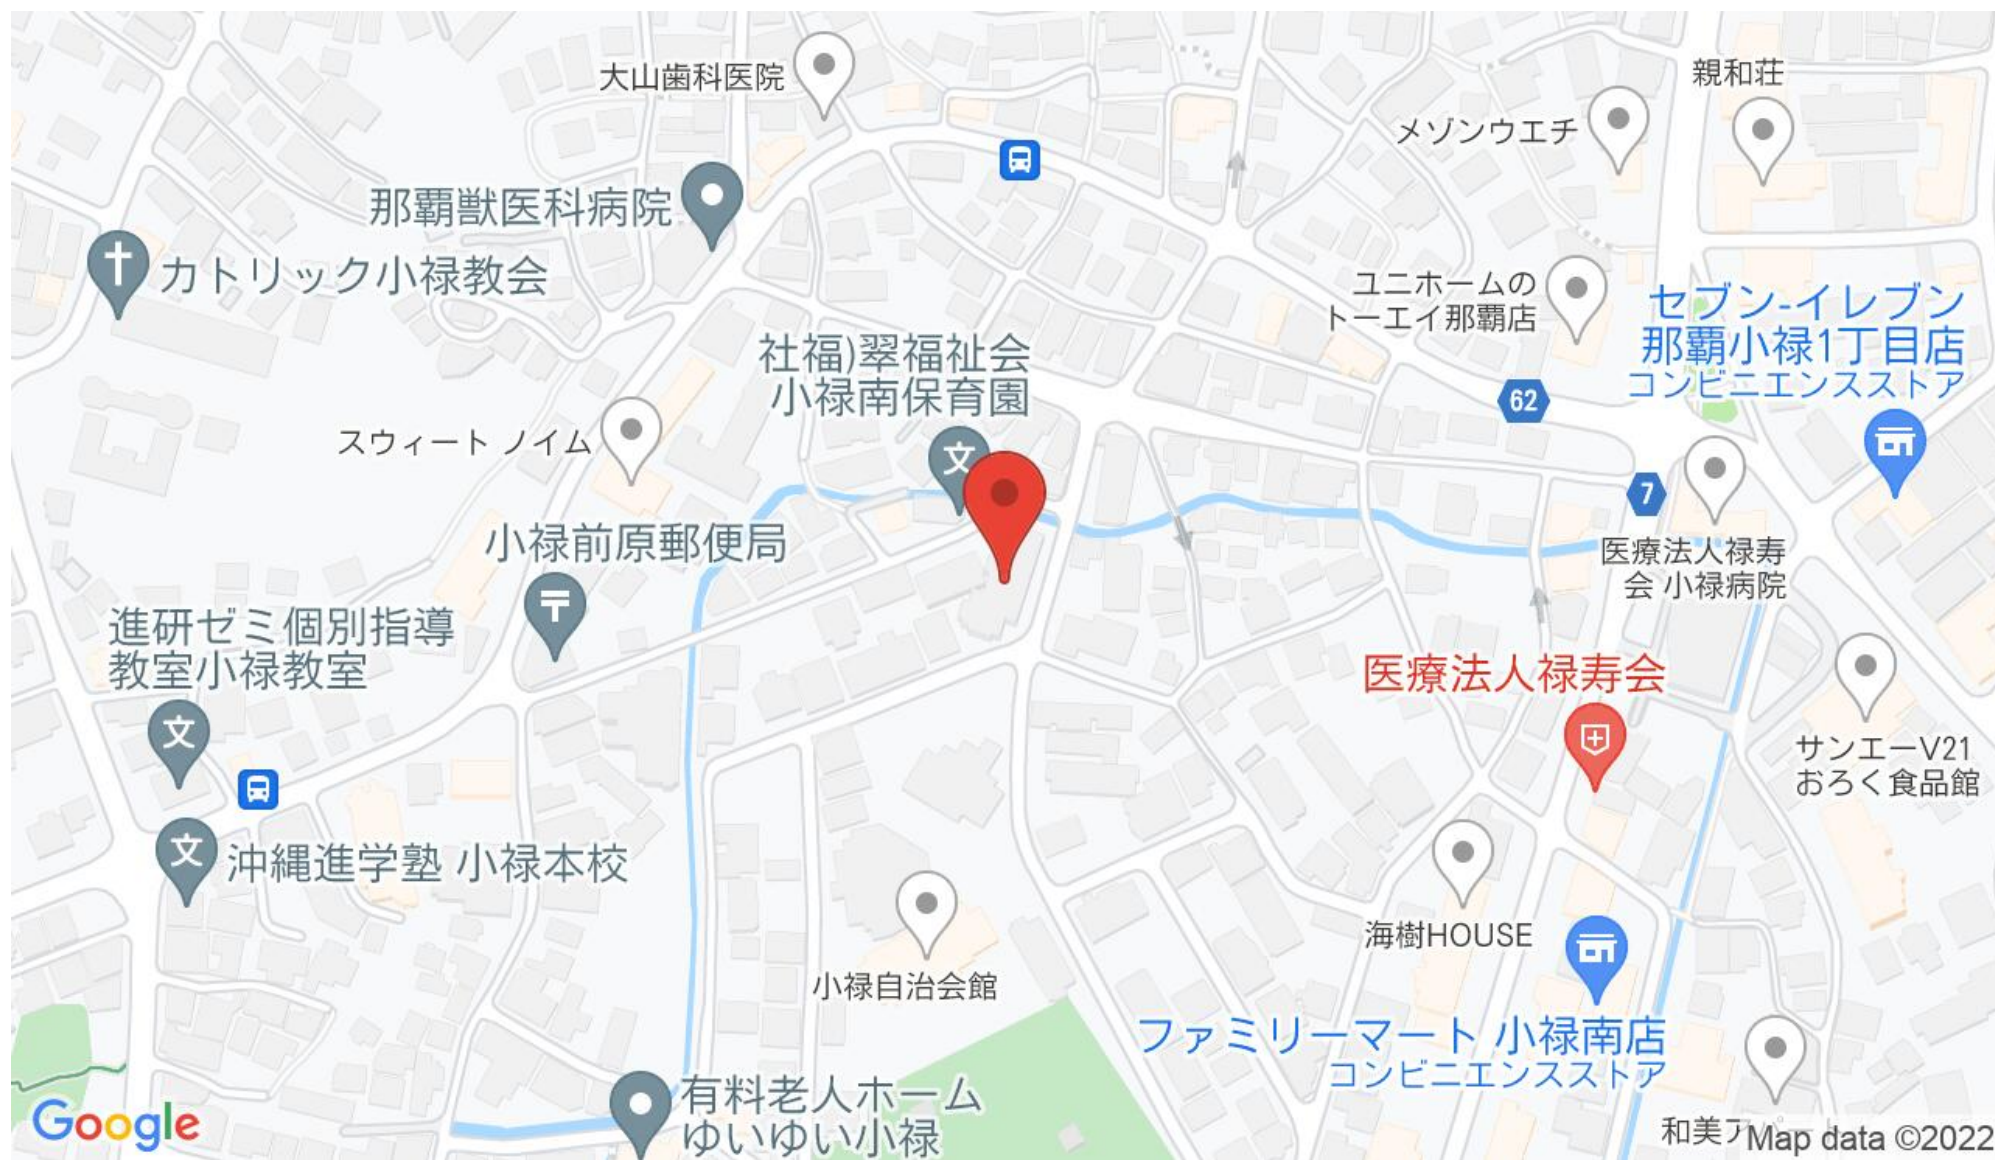 大山歯科医院
親和荘
メゾンウエチ
那覇獣医科病院
カトリック小禄教会
ユニホームの
トーエイ那覇店
セブン-イレブン
那覇小禄1丁目店
コンビニエンスストア
社福)翠福祉会
小禄南保育園
文
62
スウィート ノイム
7
小禄前原郵便局
医療法人禄寿
会 小禄病院
進研ゼミ個別指導
教室小禄教室
文
医療法人禄寿会
サンエーV21
おろく食品館
文
沖縄進学塾 小禄本校
海樹HOUSE
小禄自治会館
ファミリーマート 小禄南店
コンビニエンスストア
有料老人ホーム
ゆいゆい小禄
和美ア
Google
Map data ©2022